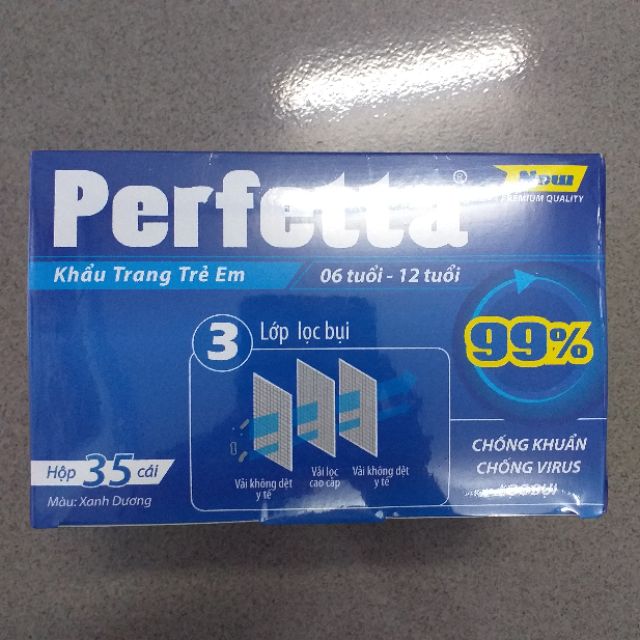 Perfetta®
New
PREMIUM QUALITY
Khẩu Trang Trẻ Em
06 tuổi - 12 tuổi
3 Lớp lọc bụi
99%
Vải không dệt
y tế
Vải lọc
cao cấp
Vải không dệt
y tế
CHỐNG KHUẨN
CHỐNG VIRUS
Hộp 35 cái
Màu: Xanh Dương